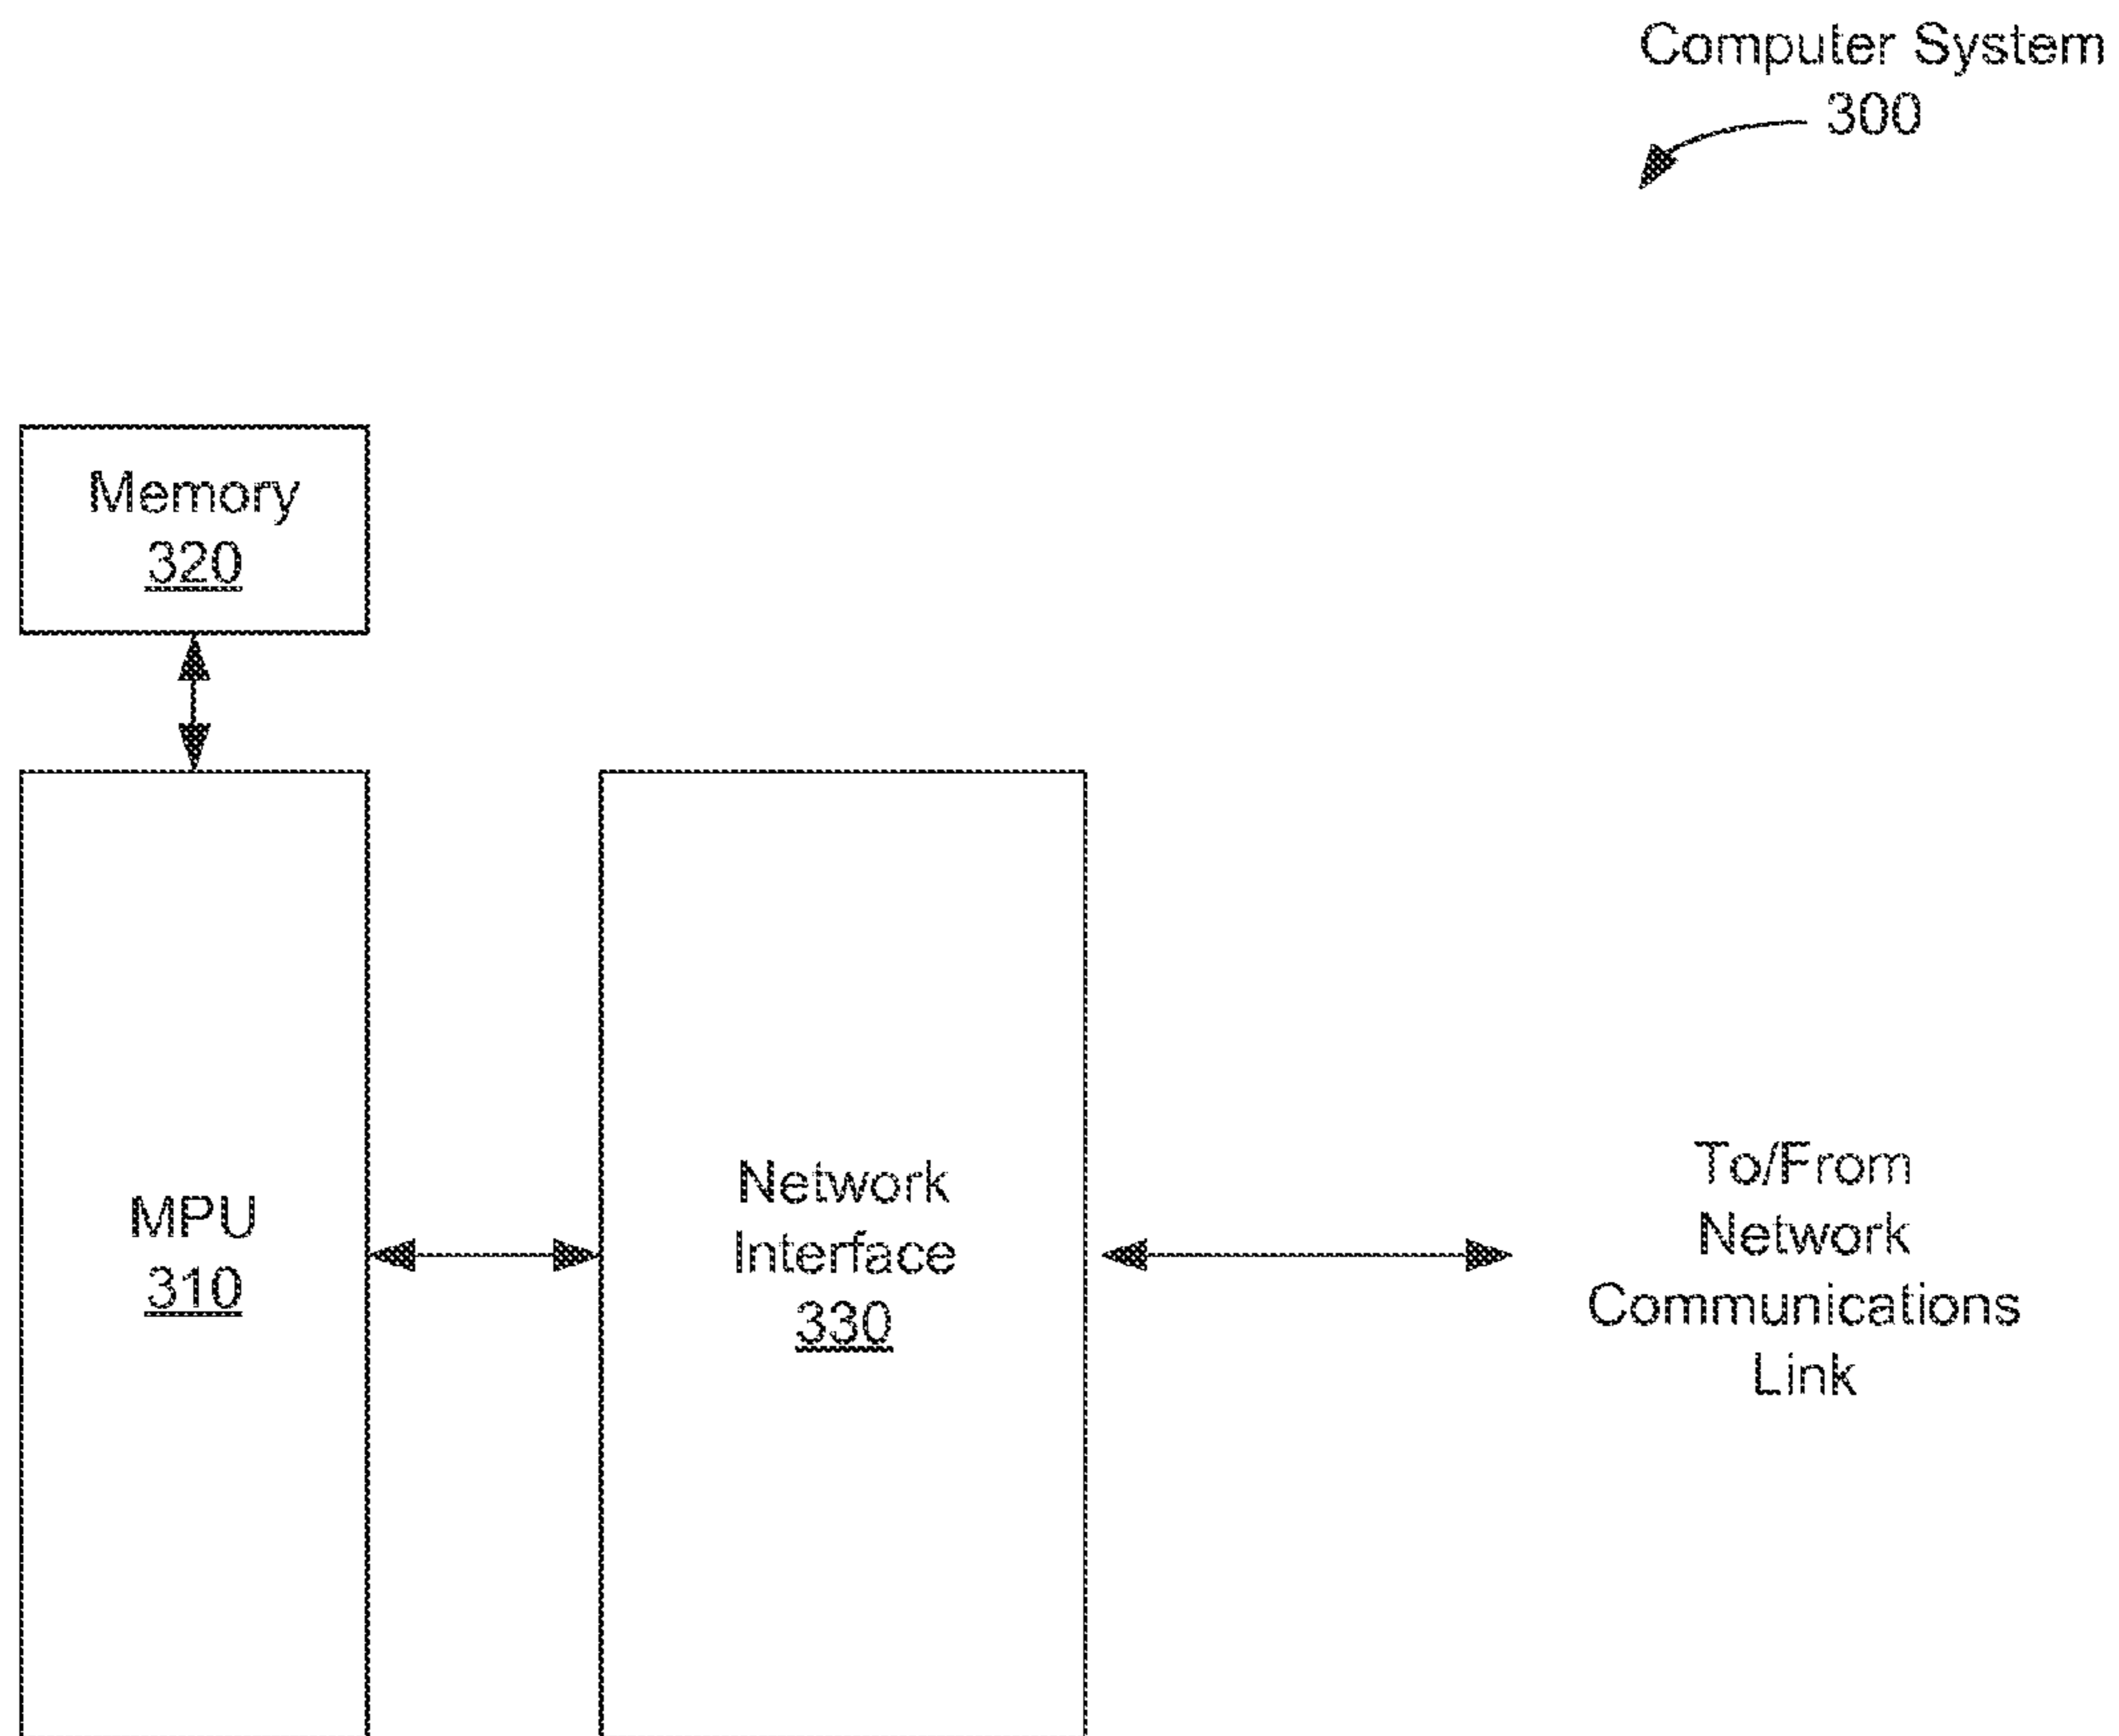 Computer System
300
Memory
320
MPU
310
Network
Interface
330
To/From
Network
Communications
Link